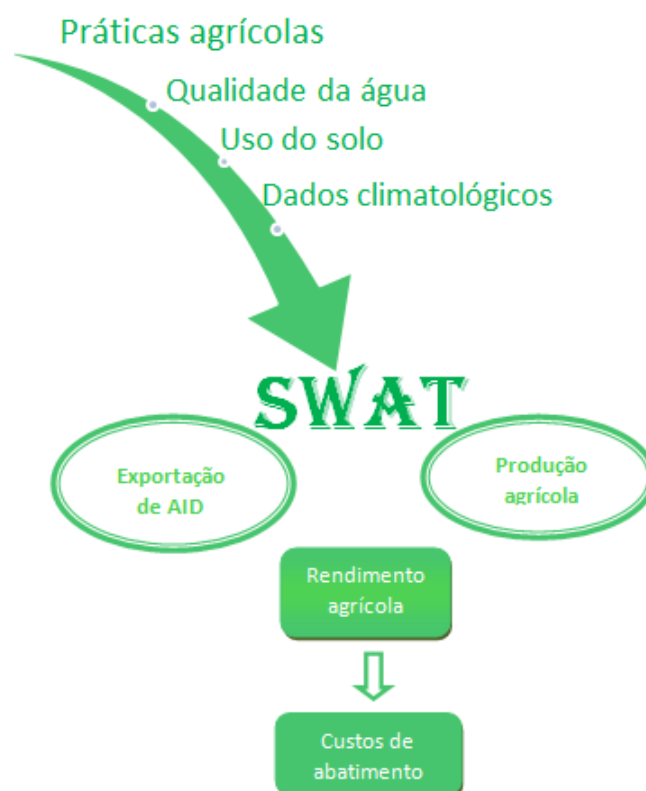 Práticas agrícolas
Qualidade da água
Uso do solo
Dados climatológicos
SWAT
Exportação
de AID
Produção
agrícola
Rendimento
agrícola
Custos de
abatimento